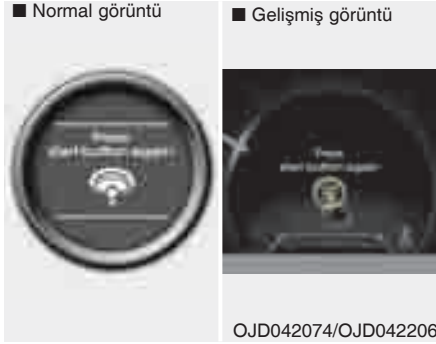 ■ Normal görüntü
■ Gelişmiş görüntü
Press
start button again
Press
start button again
OJD042074/OJD042206